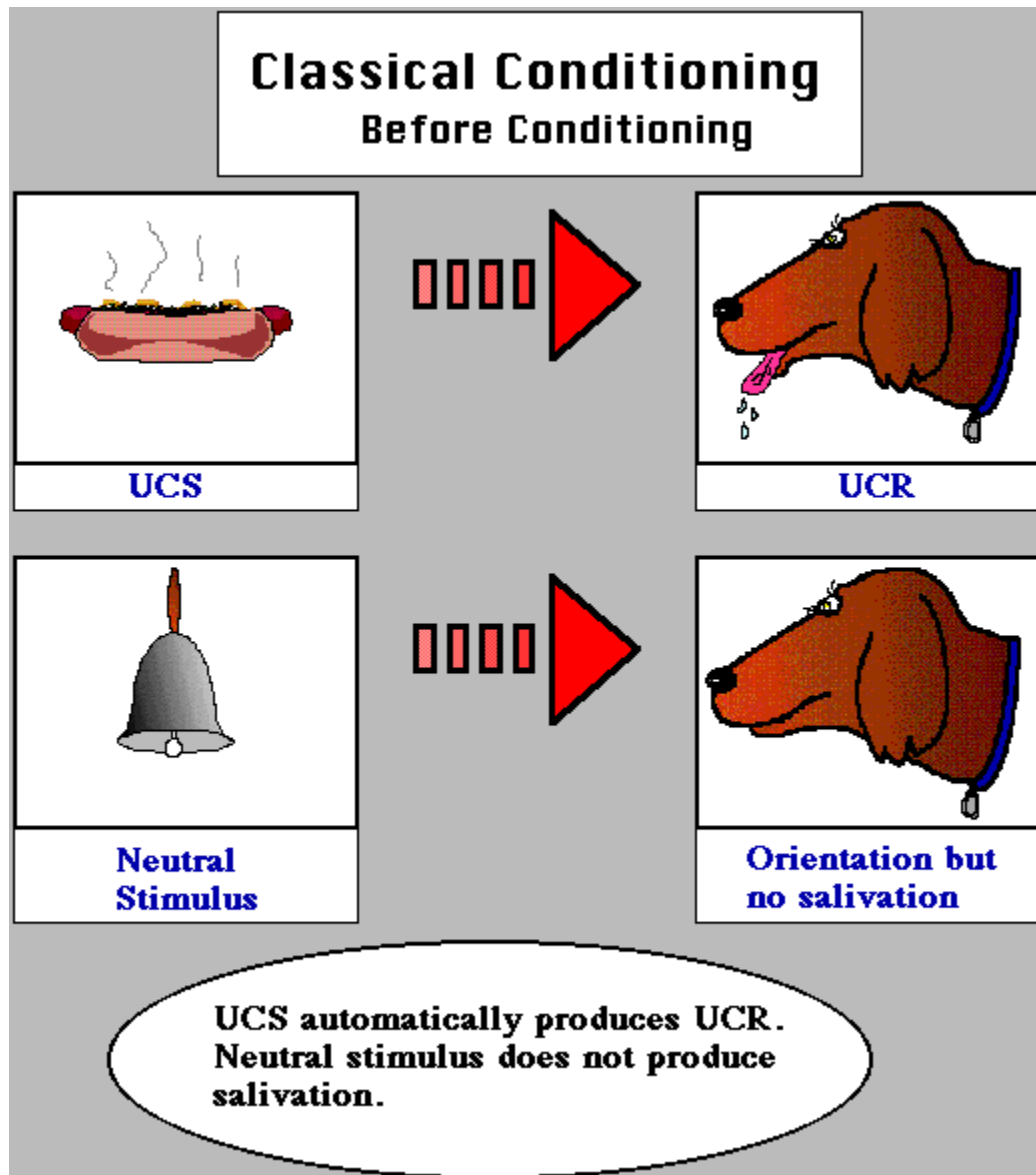 Classical Conditioning
Before Conditioning
UCS
UCR
Neutral
Stimulus
Orientation but
no salivation
UCS automatically produces UCR.
Neutral stimulus does not produce
salivation.